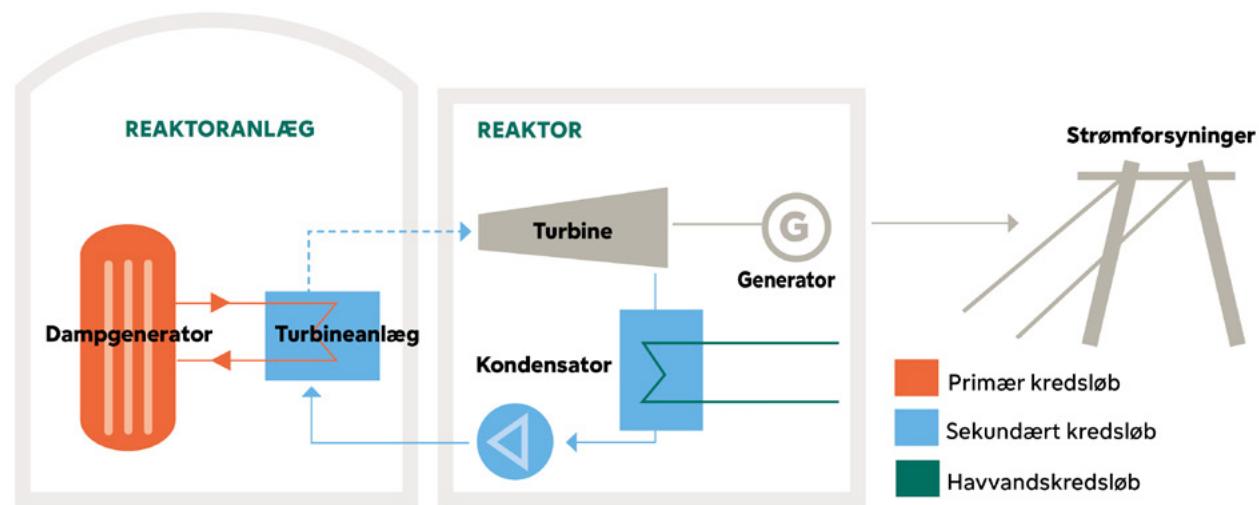 REAKTORANLÆG
REAKTOR
Strømforsyninger
Turbine
G
Generator
Dampgenerator
Turbineanlæg
Kondensator
Primær kredsløb
Sekundært kredsløb
Havvandskredsløb